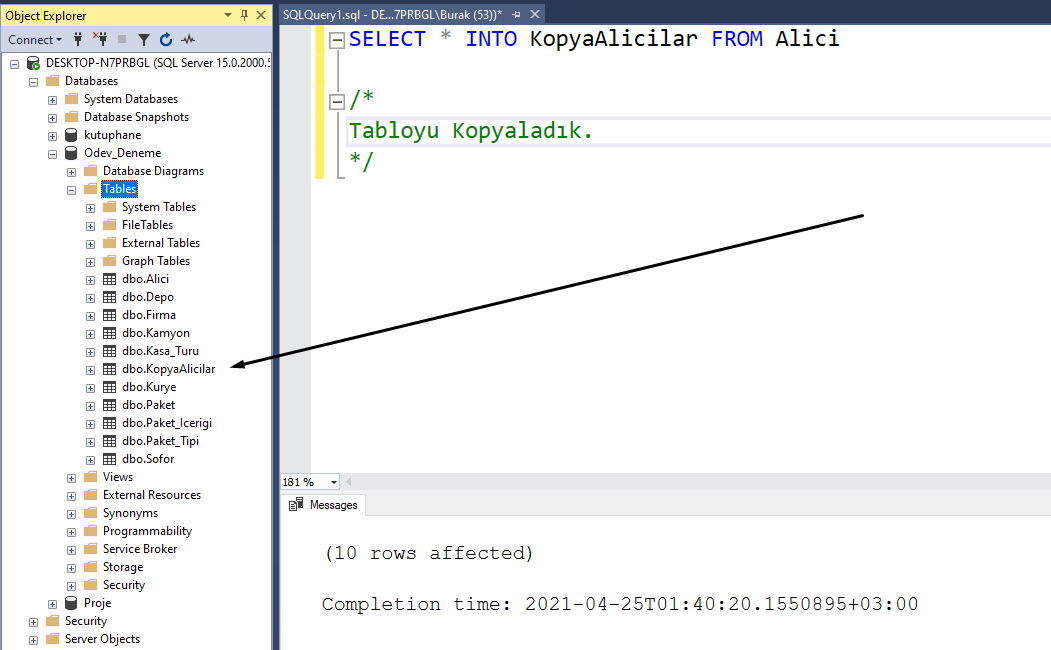 Object Explorer
Connect
DESKTOP-N7PRBGL (SQL Server 15.0.2000.5
Databases
System Databases
Database Snapshots
kutuphane
Odev_Deneme
Database Diagrams
Tables
System Tables
FileTables
External Tables
Graph Tables
dbo.Alici
dbo.Depo
dbo.Firma
dbo.Kamyon
dbo.Kasa_Turu
dbo.KopyaAlicilar
dbo.Kurye
dbo.Paket
dbo.Paket_Icerigi
dbo.Paket_Tipi
dbo.Sofor
Views
External Resources
Synonyms
Programmability
Service Broker
Storage
Security
Proje
Security
Server Objects
SQLQuery1.sql - DE...7PRBGL\Burak (53))*
SELECT * INTO KopyaAlicilar FROM Alici
/*
Tabloyu Kopyaladık.
*/
181 %
Messages
(10 rows affected)
Completion time: 2021-04-25T01:40:20.1550895+03:00